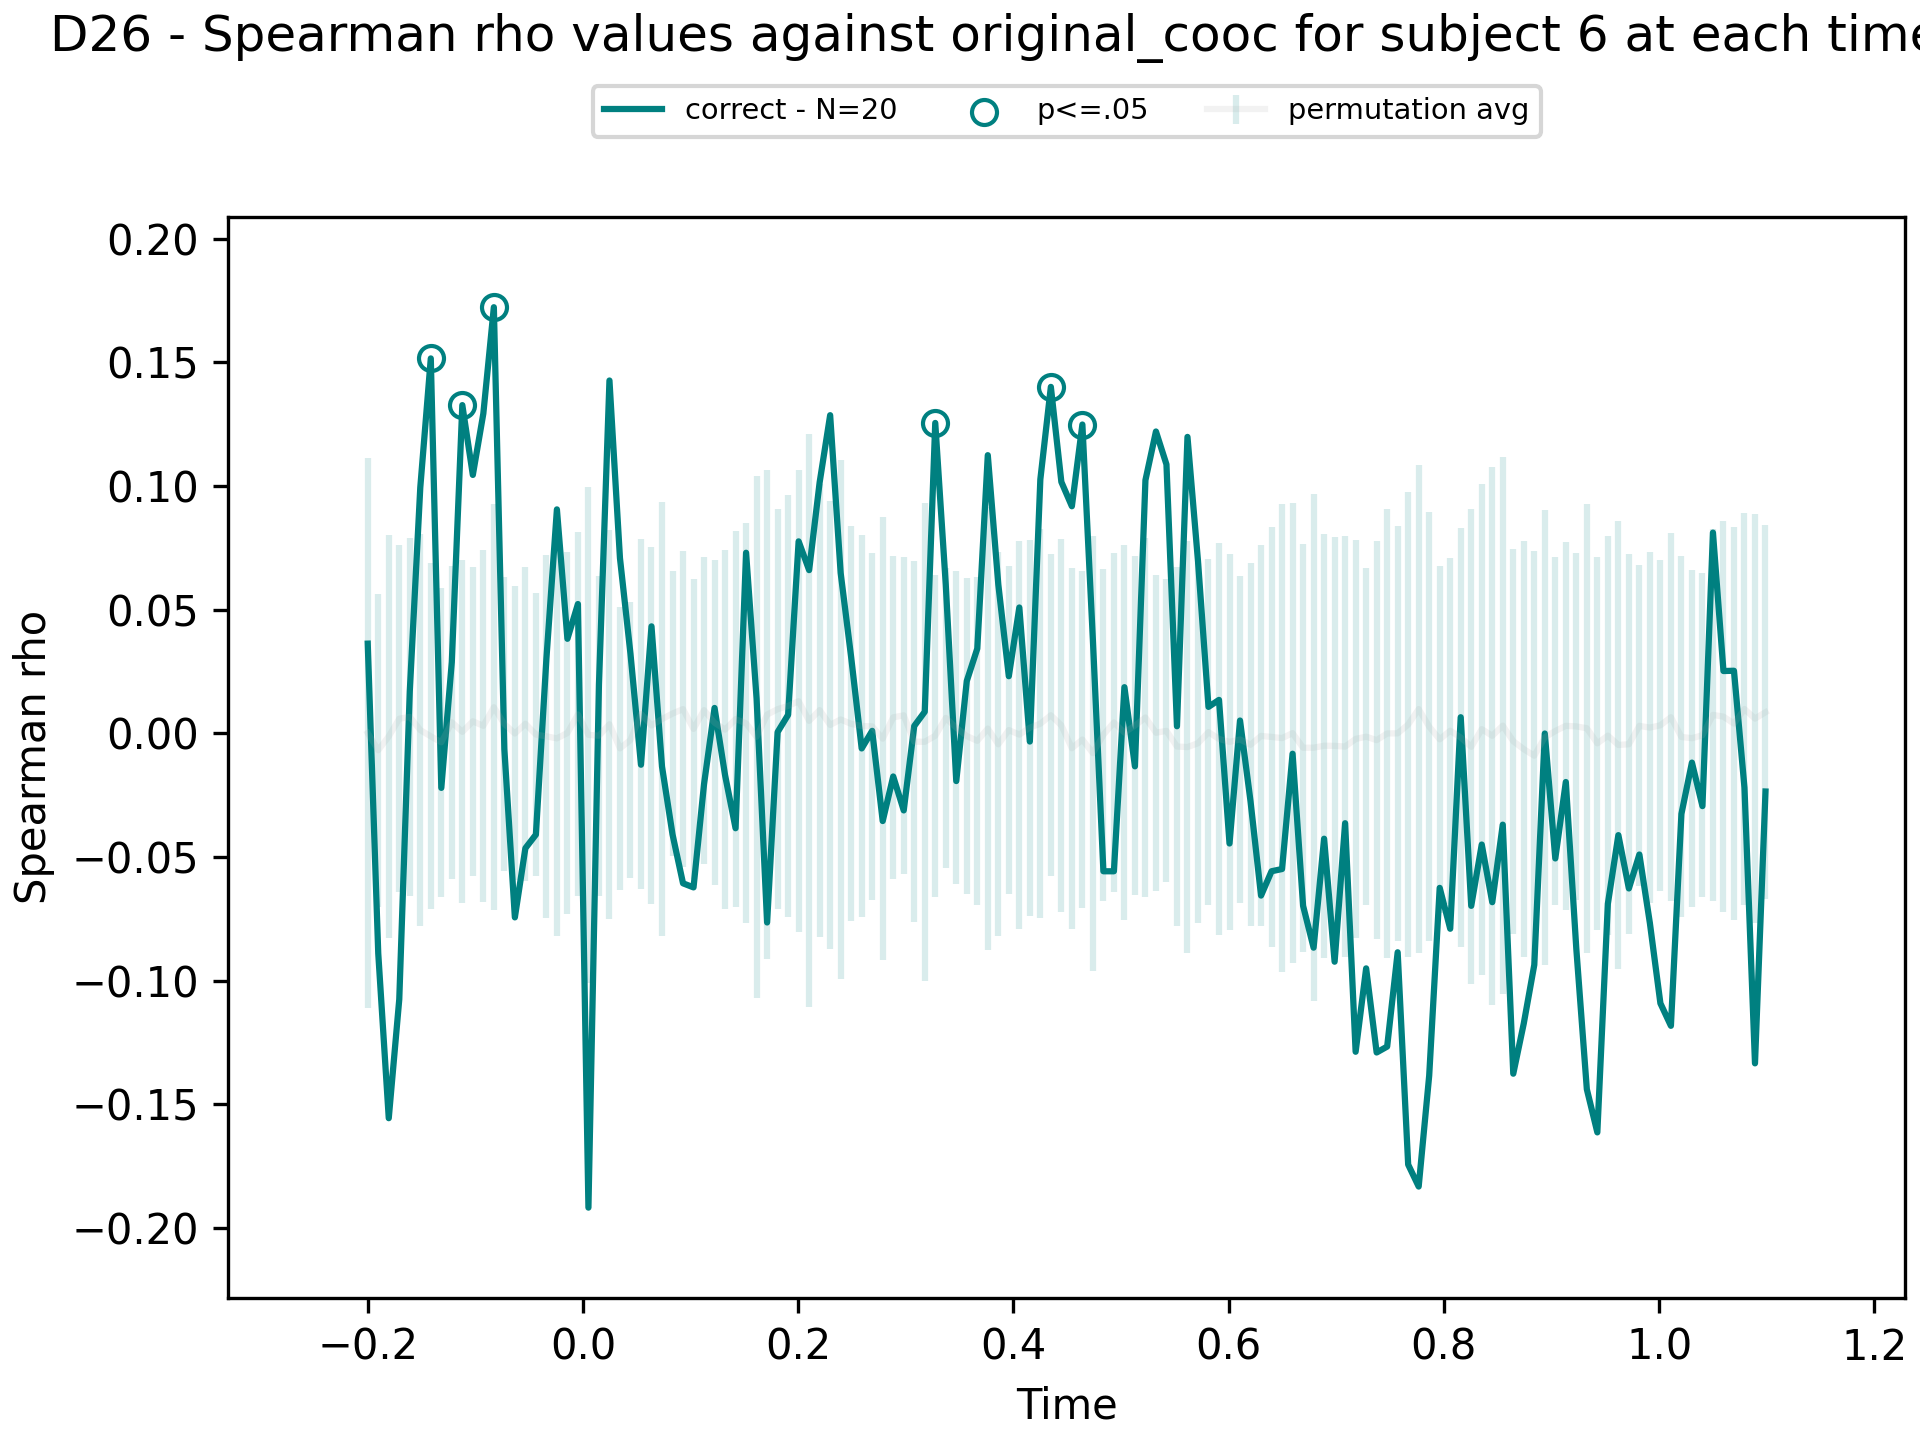 D26 - Spearman rho values against original_cooc for subject 6 at each time
correct - N=20 p<=.05 permutation avg
0.20
0.15
0.10
0.05
0.00
−0.05
−0.10
−0.15
−0.20
Spearman rho
−0.2 0.0 0.2 0.4 0.6 0.8 1.0 1.2
Time